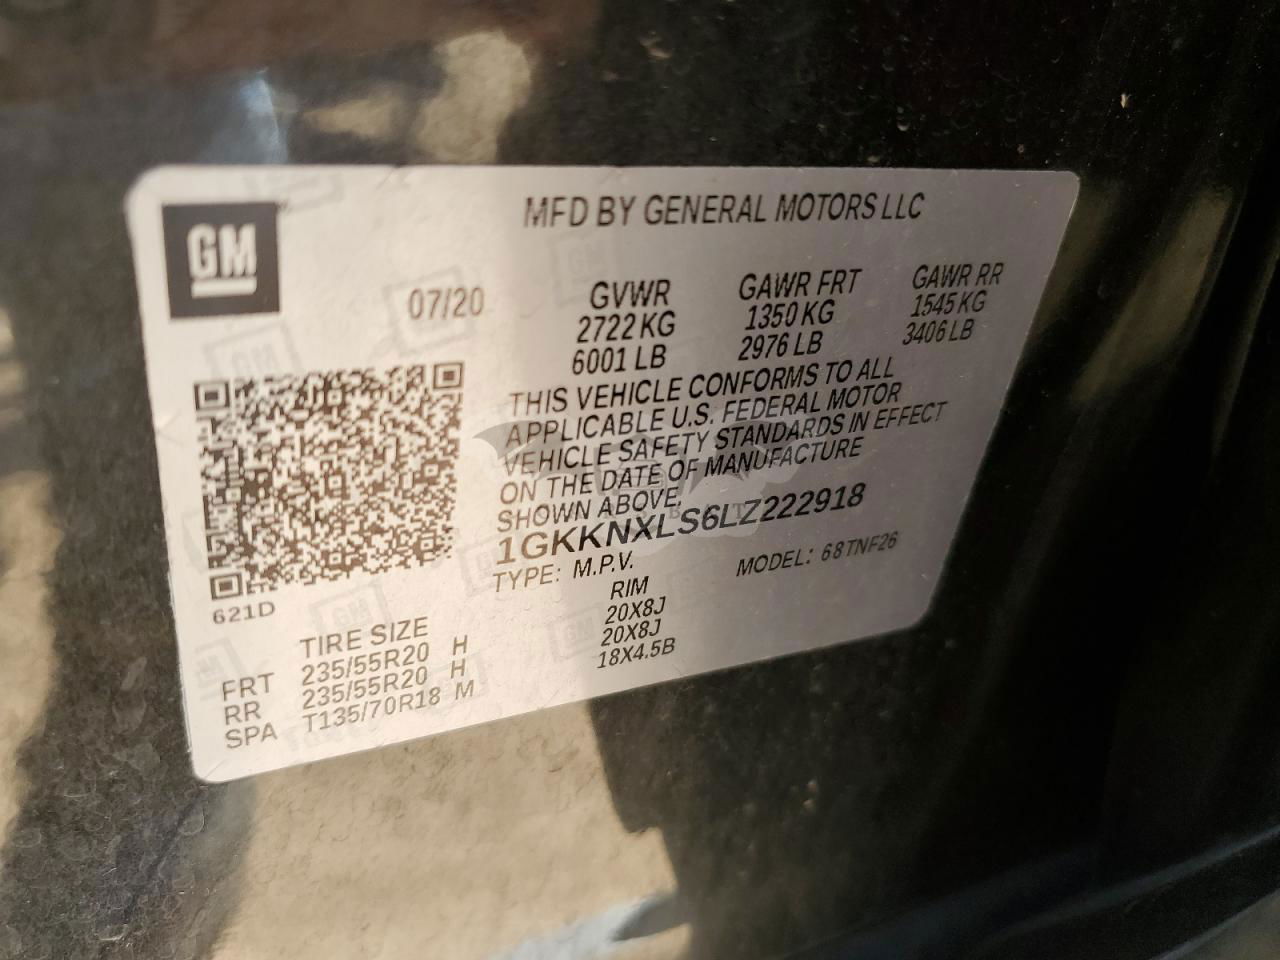 GM
MFD BY GENERAL MOTORS LLC
07/20
GVWR GAWR FRT GAWR RR
2722 KG 1350 KG 1545 KG
6001 LB 2976 LB 3406 LB
THIS VEHICLE CONFORMS TO ALL
APPLICABLE U.S. FEDERAL MOTOR
VEHICLE SAFETY STANDARDS IN EFFECT
ON THE DATE OF MANUFACTURE
SHOWN ABOVE.
1GKKNXLS6LZ222918
TYPE: M.P.V. MODEL: 68TNF26
621D
TIRE SIZE RIM
FRT 235/55R20 H 20X8J
RR 235/55R20 H 20X8J
SPA T135/70R18 M 18X4.5B